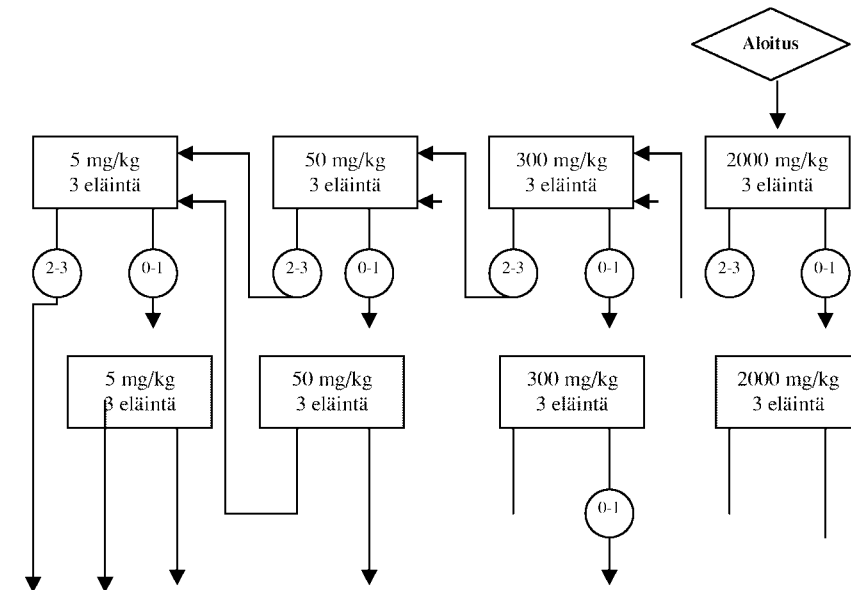 Aloitus
5 mg/kg
3 eläintä
50 mg/kg
3 eläintä
300 mg/kg
3 eläintä
2000 mg/kg
3 eläintä
2-3
0-1
2-3
0-1
2-3
0-1
2-3
0-1
5 mg/kg
3 eläintä
50 mg/kg
3 eläintä
300 mg/kg
3 eläintä
2000 mg/kg
3 eläintä
0-1